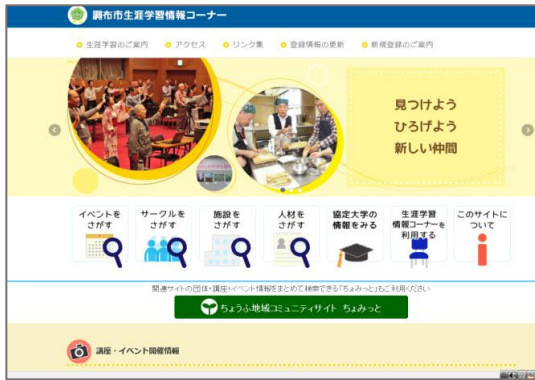 調布市生涯学習情報コーナー
生涯学習のご案内 アクセス リンク集 登録情報の更新 新規登録のご案内
見つけよう
ひろげよう
新しい仲間
イベントを
さがす
サークルを
さがす
施設を
さがす
人材を
さがす
協定大学の
情報をみる
生涯学習
情報コーナーを
利用する
このサイトに
ついて
関連サイトの団体・講座・イベント情報をまとめて検索できる「ちょみっと」もご利用ください
ちょうふ地域コミュニティサイト ちょみっと
講座・イベント開催情報